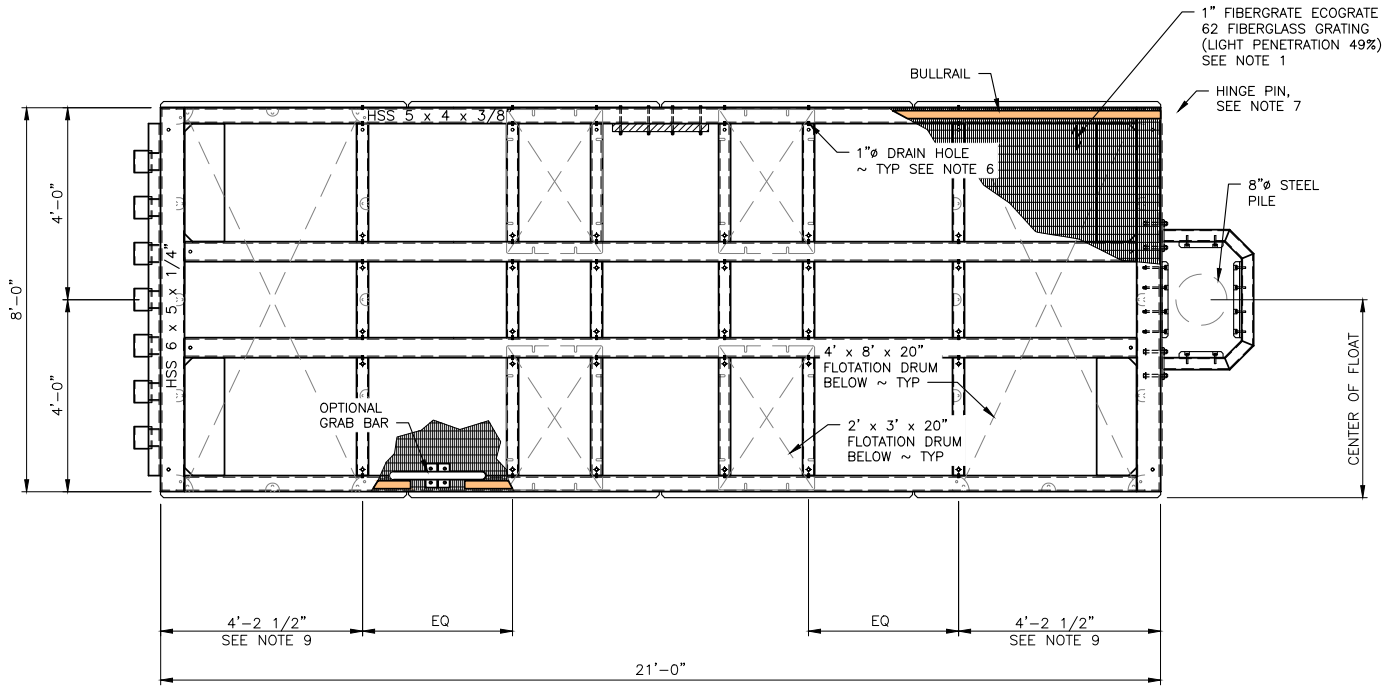 1" FIBERGRATE ECOGRATE
62 FIBERGLASS GRATING
(LIGHT PENETRATION 49%)
SEE NOTE 1
BULLRAIL
HINGE PIN,
SEE NOTE 7
HSS 5 x 4 x 3/8"
1"ø DRAIN HOLE
~ TYP SEE NOTE 6
8"ø STEEL
PILE
4'-0"
8'-0"
HSS 6 x 5 x 1/4"
4'-0"
4' x 8' x 20"
FLOTATION DRUM
BELOW ~ TYP
OPTIONAL
GRAB BAR
2' x 3' x 20"
FLOTATION DRUM
BELOW ~ TYP
CENTER OF FLOAT
4'-2 1/2"
SEE NOTE 9
EQ
EQ
4'-2 1/2"
SEE NOTE 9
21'-0"